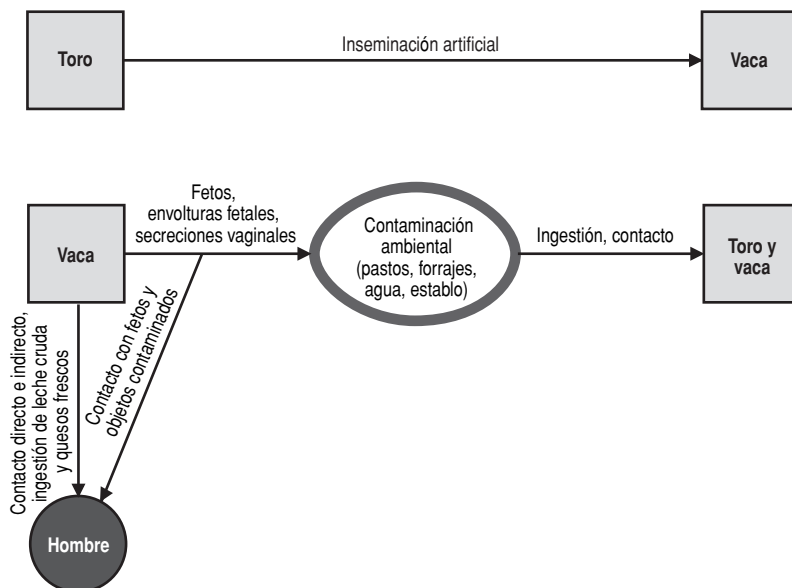 Toro
Inseminación artificial
Vaca
Vaca
Fetos,
envolturas fetales,
secreciones vaginales
Contaminación
ambiental
(pastos, forrajes,
agua, establo)
Ingestión, contacto
Toro y
vaca
Contacto directo e indirecto,
ingestión de leche cruda
y quesos frescos
Contacto con fetos y
objetos contaminados
Hombre